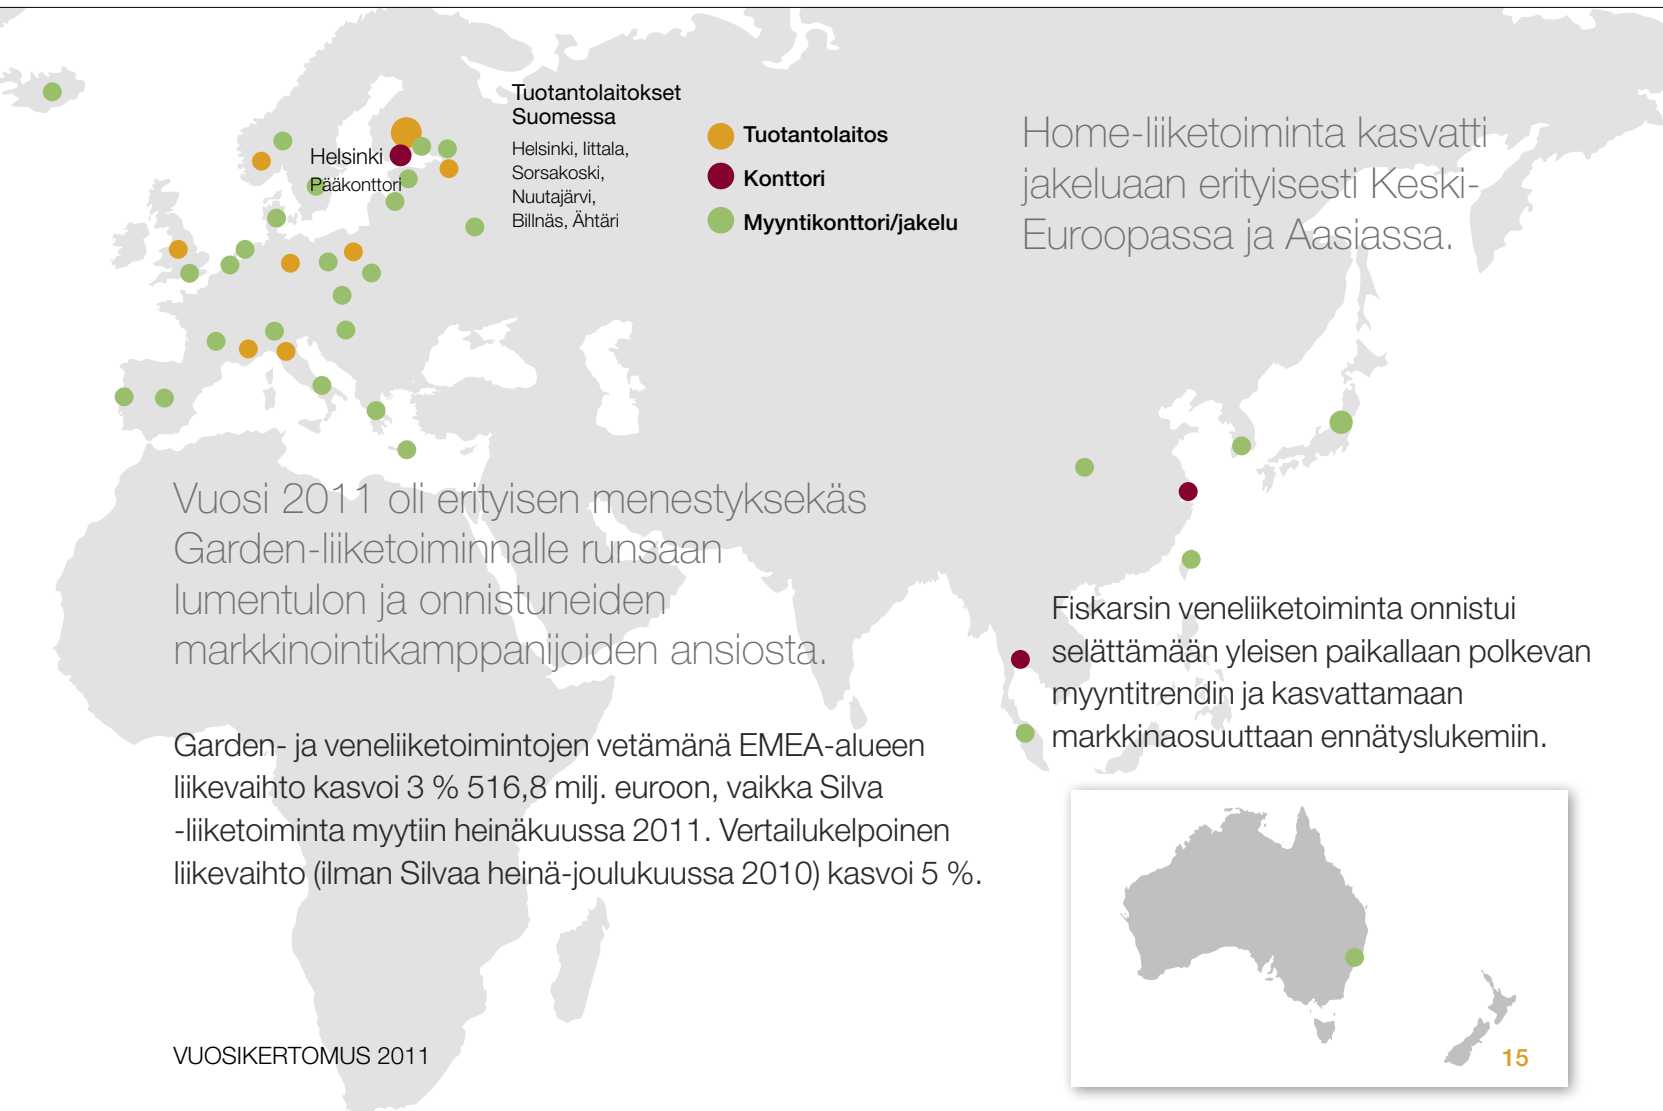 Tuotantolaitokset
Suomessa
Helsinki, Iittala,
Sorsakoski,
Nuutajärvi,
Billnäs, Ähtäri
Helsinki
Pääkonttori
Tuotantolaitos
Konttori
Myyntikonttori/jakelu
Home-liiketoiminta kasvatti
jakeluaan erityisesti Keski-
Euroopassa ja Aasiassa.
Vuosi 2011 oli erityisen menestyksekäs
Garden-liiketoiminnalle runsaan
lumentulon ja onnistuneiden
markkinointikamppanijoiden ansiosta.
Fiskarsin veneliiketoiminta onnistui
selättämään yleisen paikallaan polkevan
myyntitrendin ja kasvattamaan
markkinaosuuttaan ennätyslukemiin.
Garden- ja veneliiketoimintojen vetämänä EMEA-alueen
liikevaihto kasvoi 3 % 516,8 milj. euroon, vaikka Silva
-liiketoiminta myytiin heinäkuussa 2011. Vertailukelpoinen
liikevaihto (ilman Silvaa heinä-joulukuussa 2010) kasvoi 5 %.
VUOSIKERTOMUS 2011
15